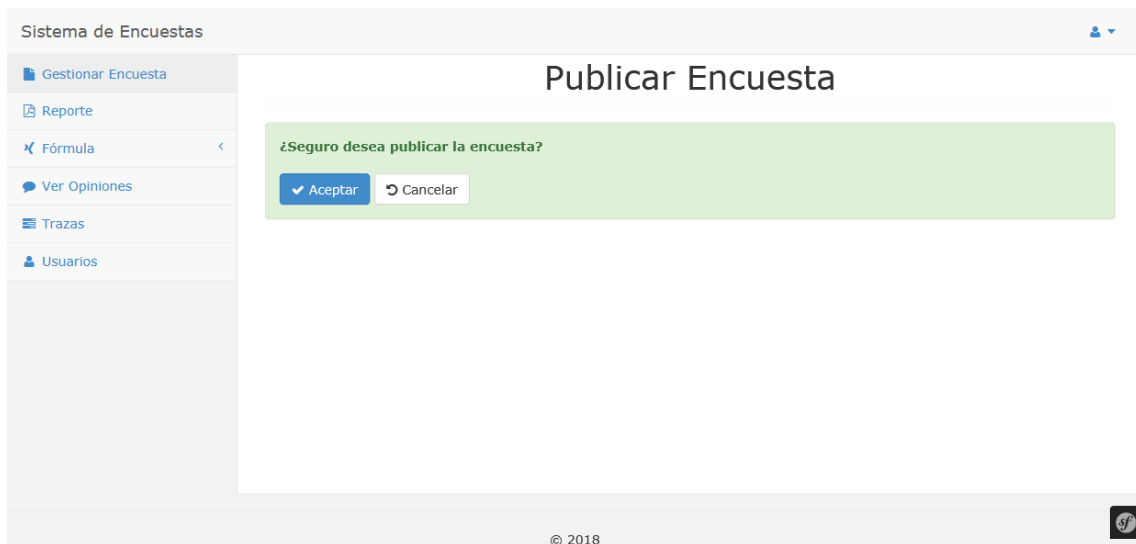 Sistema de Encuestas
Gestionar Encuesta
Reporte
Fórmula
Ver Opiniones
Trazas
Usuarios
Publicar Encuesta
¿Seguro desea publicar la encuesta?
Aceptar Cancelar
© 2018
sf